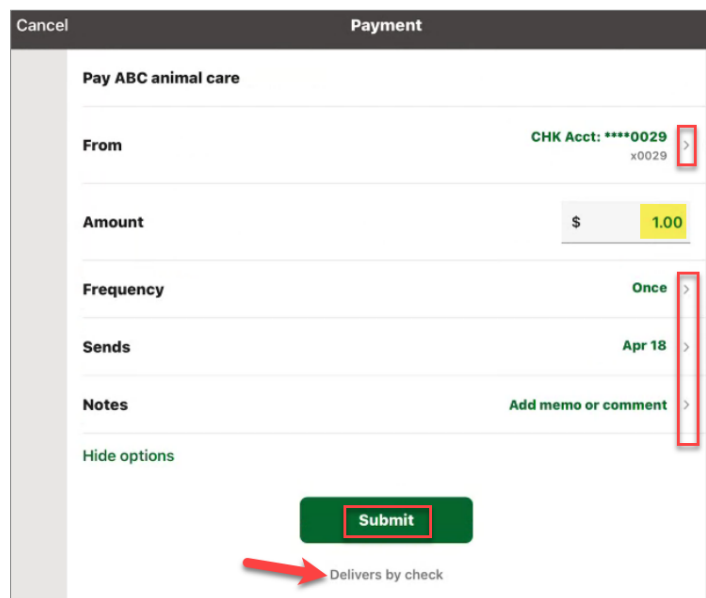 Cancel
Payment
Pay ABC animal care
From
CHK Acct: ****0029
x0029
Amount
$ 1.00
Frequency
Once
Sends
Apr 18
Notes
Add memo or comment
Hide options
Submit
Delivers by check